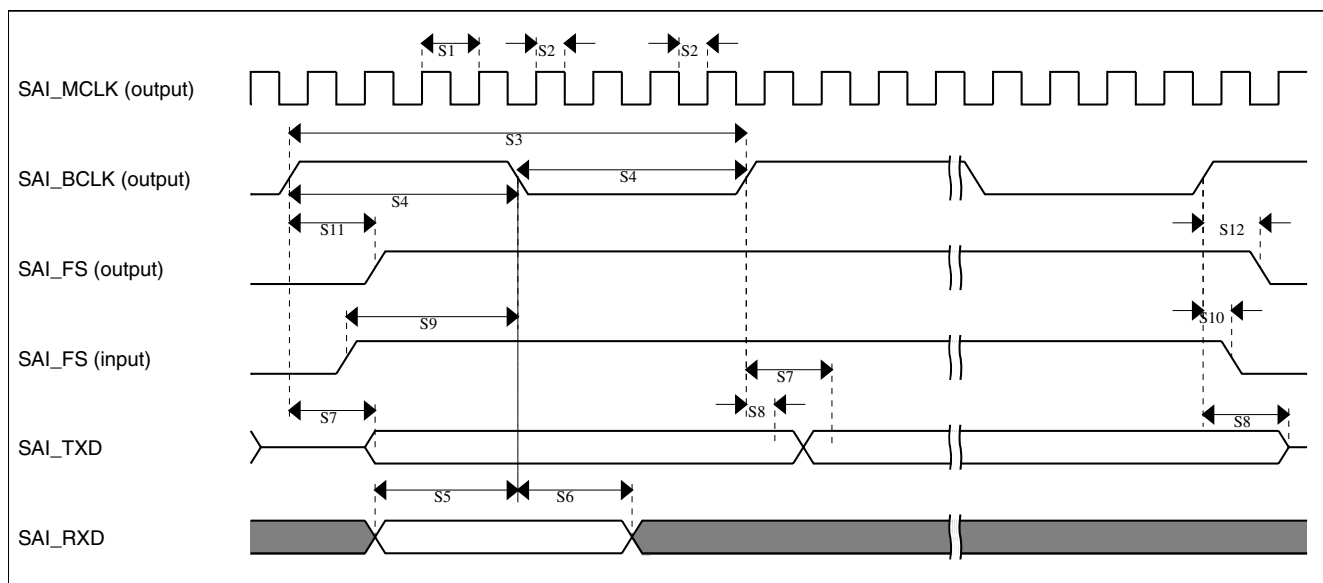 S1 S2 S2
SAI_MCLK (output)
S3
SAI_BCLK (output)
S4
S4
S11 S12
SAI_FS (output)
S9 S10
SAI_FS (input)
S7
S7 S8 S8
SAI_TXD
S5 S6
SAI_RXD